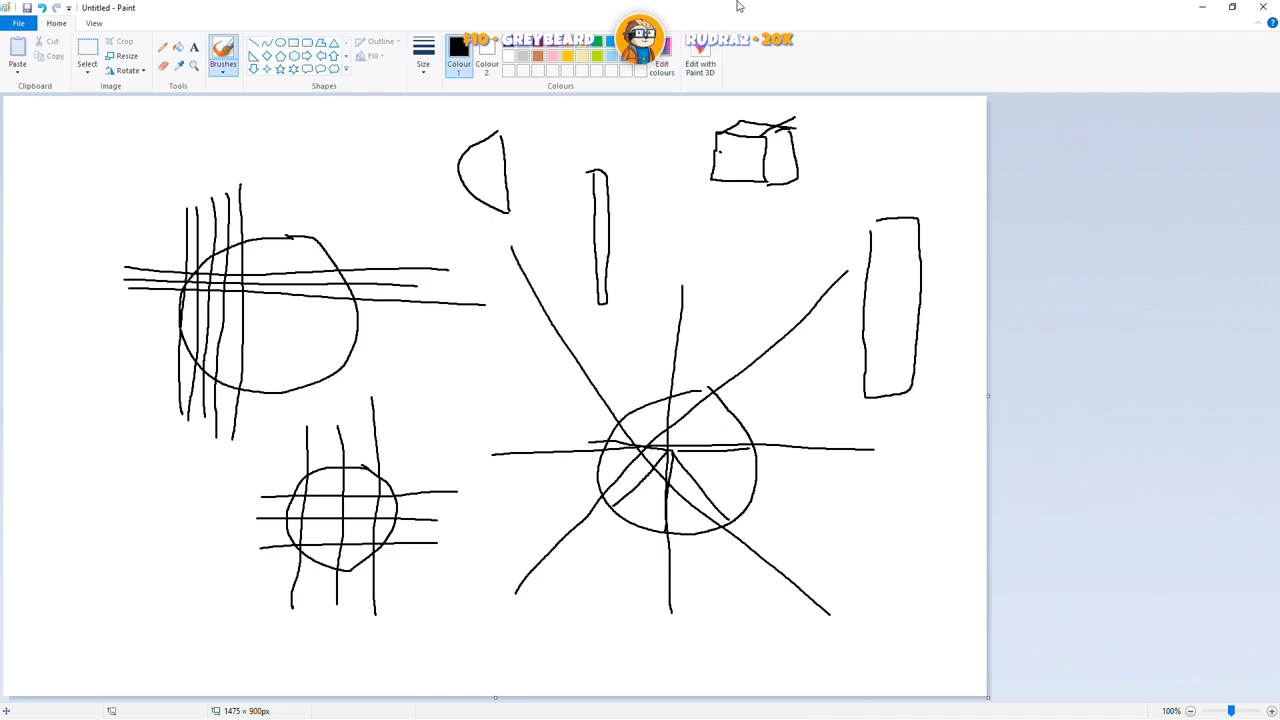 Untitled - Paint
File
Home
View
Paste
Cut
Copy
Clipboard
Select
Crop
Resize
Rotate
Image
Tools
Brushes
Shapes
Outline
Fill
Size
Colour
1
Colour
2
Edit
colours
Colours
Edit with
Paint 3D
$10 • GREYBEARD
RUDRA2 • 20K
1475 × 900px
100%